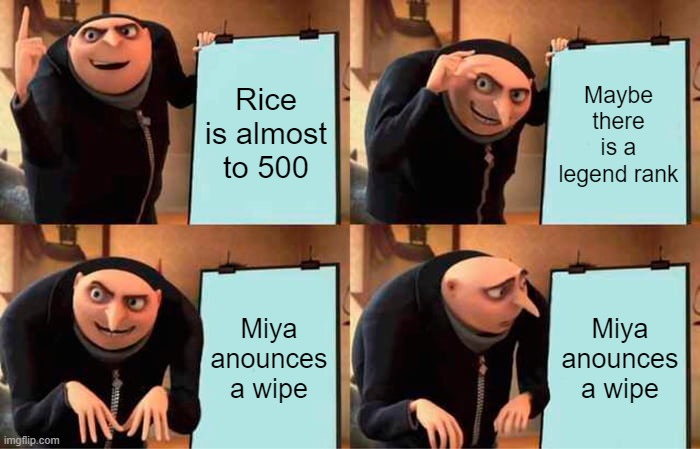 Rice
is almost
to 500
Maybe
there
is a
legend rank
Miya
anounces
a wipe
Miya
anounces
a wipe
imgflip.com